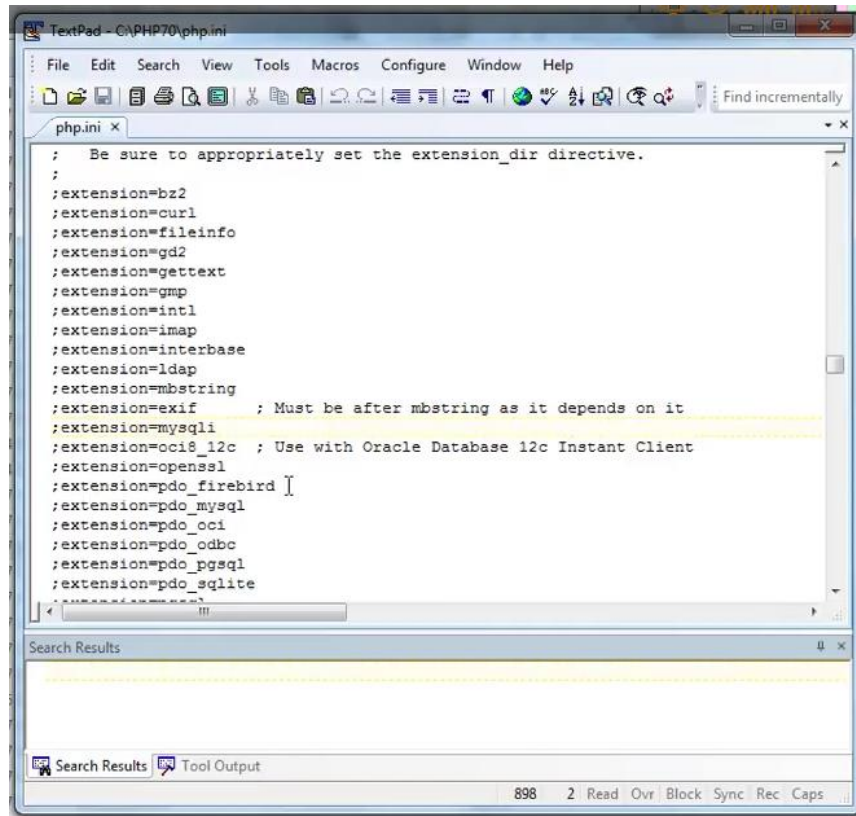 TextPad - C:\PHP70\php.ini
File Edit Search View Tools Macros Configure Window Help
Find incrementally
php.ini
; Be sure to appropriately set the extension_dir directive.
;
;extension=bz2
;extension=curl
;extension=fileinfo
;extension=gd2
;extension=gettext
;extension=gmp
;extension=intl
;extension=imap
;extension=interbase
;extension=ldap
;extension=mbstring
;extension=exif ; Must be after mbstring as it depends on it
;extension=mysqli
;extension=oci8_12c ; Use with Oracle Database 12c Instant Client
;extension=openssl
;extension=pdo_firebird
;extension=pdo_mysql
;extension=pdo_oci
;extension=pdo_odbc
;extension=pdo_pgsql
;extension=pdo_sqlite
Search Results
Search Results Tool Output
898 2 Read Ovr Block Sync Rec Caps